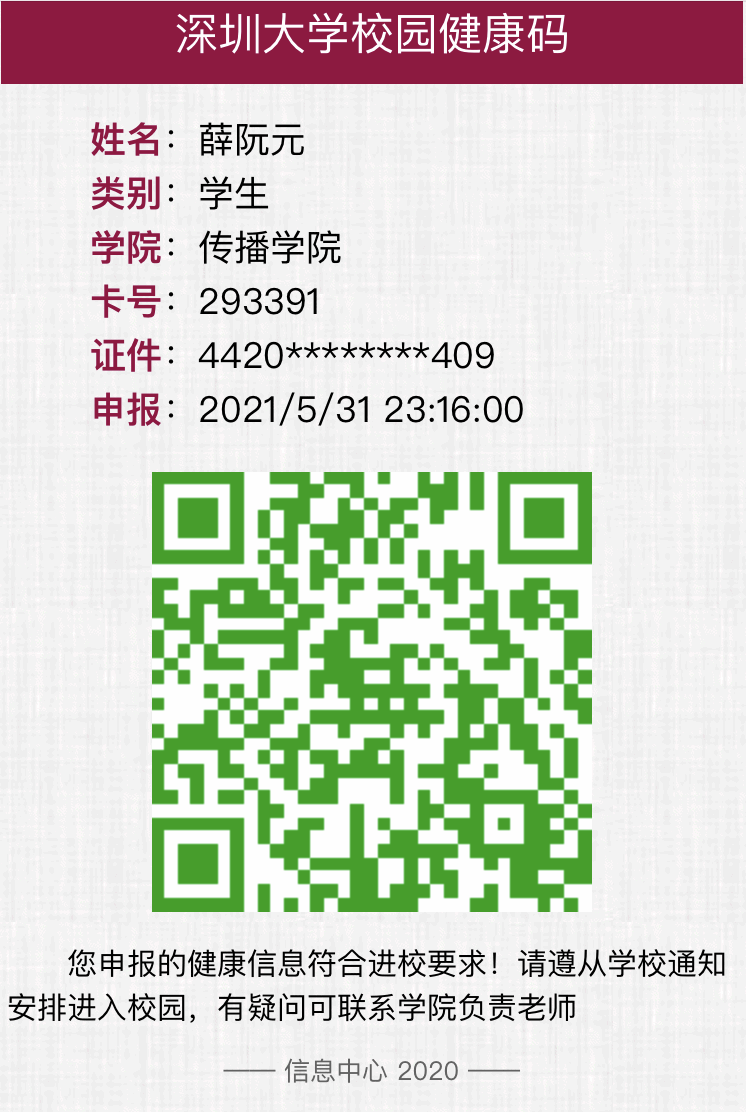 深圳大学校园健康码
姓名：薛阮元
类别：学生
学院：传播学院
卡号：293391
证件：4420********409
申报：2021/5/31 23:16:00
您申报的健康信息符合进校要求！请遵从学校通知
安排进入校园，有疑问可联系学院负责老师
—— 信息中心 2020 ——